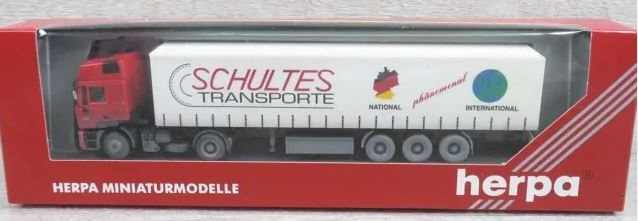 SCHULTES
TRANSPORTE
NATIONAL
phänomenal
INTERNATIONAL
HERPA MINIATURMODELLE
herpa®